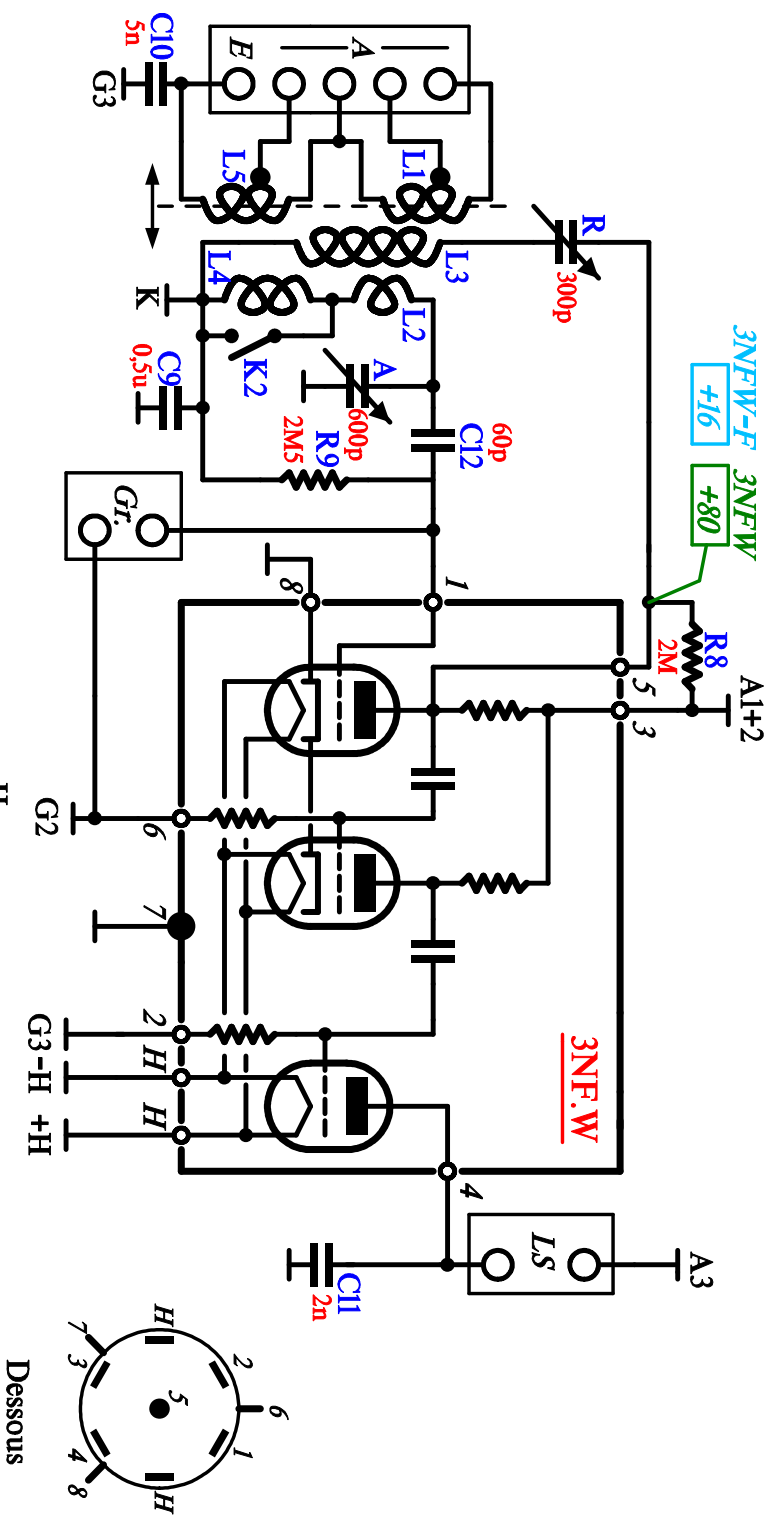 C10
5n
G3
E
A
L5
L1
R
300p
L3
L4
L2
K
K2
C9
0,5u
A
600p
R9
2M5
60p
C12
3NFW-F
+16
3NFW
+80
Gr.
R8
2M
A1+2
1
8
5
3
G2
6
7
2
H
H
G3
-H
+H
3NF.W
4
LS
A3
C11
2n
H
2
1
H
3
4
5
6
7
8
Dessous